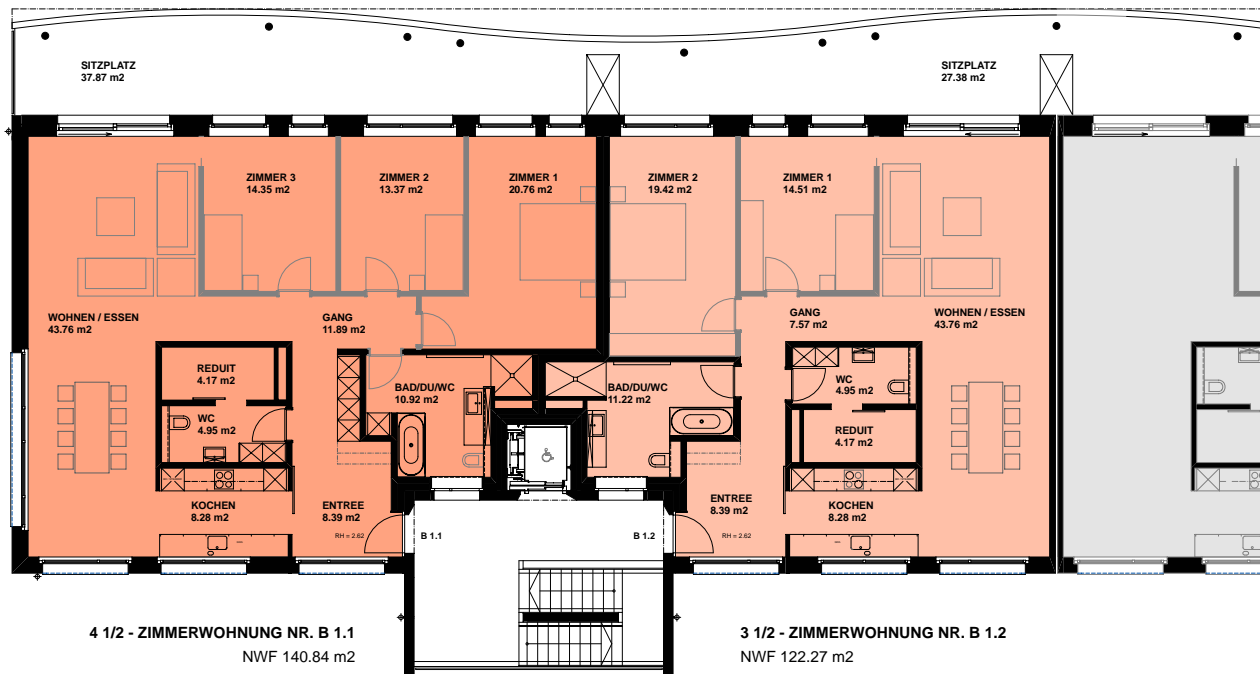 SITZPLATZ
37.87 m2
SITZPLATZ
27.38 m2
ZIMMER 3
14.35 m2
ZIMMER 2
13.37 m2
ZIMMER 1
20.76 m2
ZIMMER 2
19.42 m2
ZIMMER 1
14.51 m2
WOHNEN / ESSEN
43.76 m2
GANG
11.89 m2
GANG
7.57 m2
WOHNEN / ESSEN
43.76 m2
REDUIT
4.17 m2
BAD/DU/WC
10.92 m2
BAD/DU/WC
11.22 m2
WC
4.95 m2
WC
4.95 m2
REDUIT
4.17 m2
KOCHEN
8.28 m2
ENTREE
8.39 m2
RH = 2.62
B 1.1
B 1.2
ENTREE
8.39 m2
RH = 2.62
KOCHEN
8.28 m2
4 1/2 - ZIMMERWOHNUNG NR. B 1.1
NWF 140.84 m2
3 1/2 - ZIMMERWOHNUNG NR. B 1.2
NWF 122.27 m2